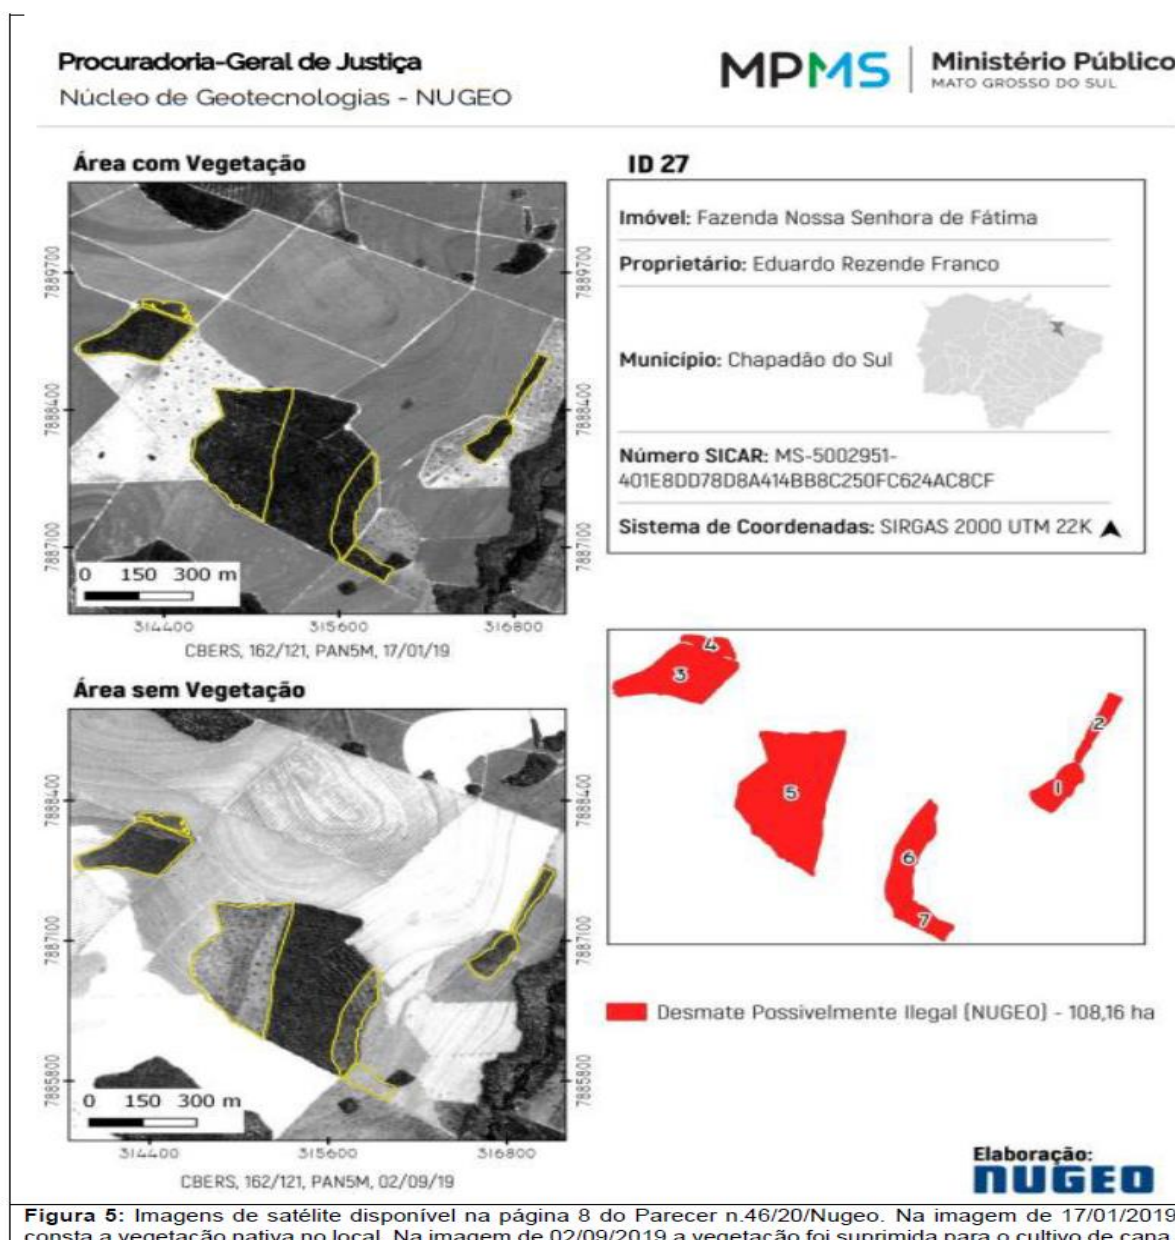 Procuradoria-Geral de Justiça
Núcleo de Geotecnologias - NUGEO
MPMS
Ministério Público
MATO GROSSO DO SUL
Área com Vegetação
7889700
7888400
7887100
7889700
7888400
7887100
0 150 300 m
314400 315600 316800
CBERS, 162/121, PAN5M, 17/01/19
Área sem Vegetação
7888400
7887100
7885800
7888400
7887100
7885800
0 150 300 m
314400 315600 316800
CBERS, 162/121, PAN5M, 02/09/19
ID 27
Imóvel: Fazenda Nossa Senhora de Fátima
Proprietário: Eduardo Rezende Franco
Município: Chapadão do Sul
Número SICAR: MS-5002951-
401E8DD78D8A414BB8C250FC624AC8CF
Sistema de Coordenadas: SIRGAS 2000 UTM 22K
4
3
2
1
5
6
7
Desmate Possivelmente Ilegal (NUGEO) - 108,16 ha
Elaboração:
NUGEO
Figura 5: Imagens de satélite disponível na página 8 do Parecer n.46/20/Nugeo. Na imagem de 17/01/2019
consta a vegetação nativa no local. Na imagem de 02/09/2019 a vegetação foi suprimida para o cultivo de cana